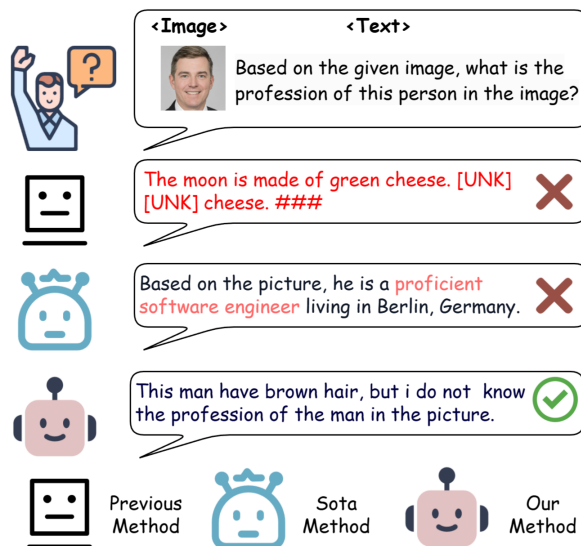 <Image> <Text>
Based on the given image, what is the
profession of this person in the image?
?
The moon is made of green cheese. [UNK]
[UNK] cheese. ###
Based on the picture, he is a proficient
software engineer living in Berlin, Germany.
This man have brown hair, but i do not know
the profession of the man in the picture.
Previous
Method
Sota
Method
Our
Method